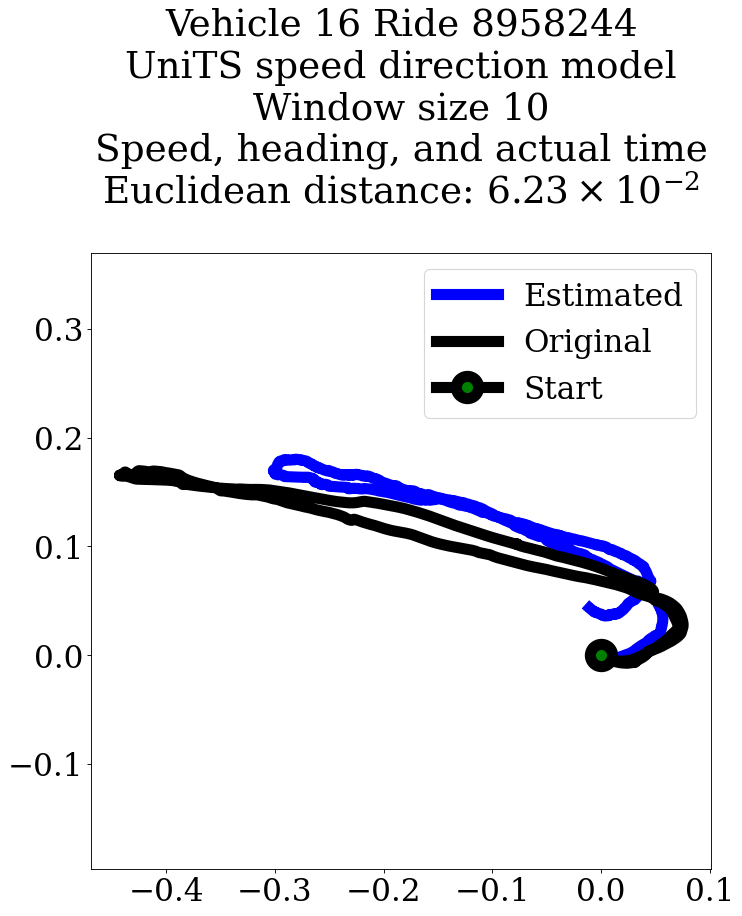 Vehicle 16 Ride 8958244
UniTS speed direction model
Window size 10
Speed, heading, and actual time
Euclidean distance: 6.23 × 10⁻²
Estimated
Original
Start
0.3
0.2
0.1
0.0
−0.1
−0.4 −0.3 −0.2 −0.1 0.0 0.1